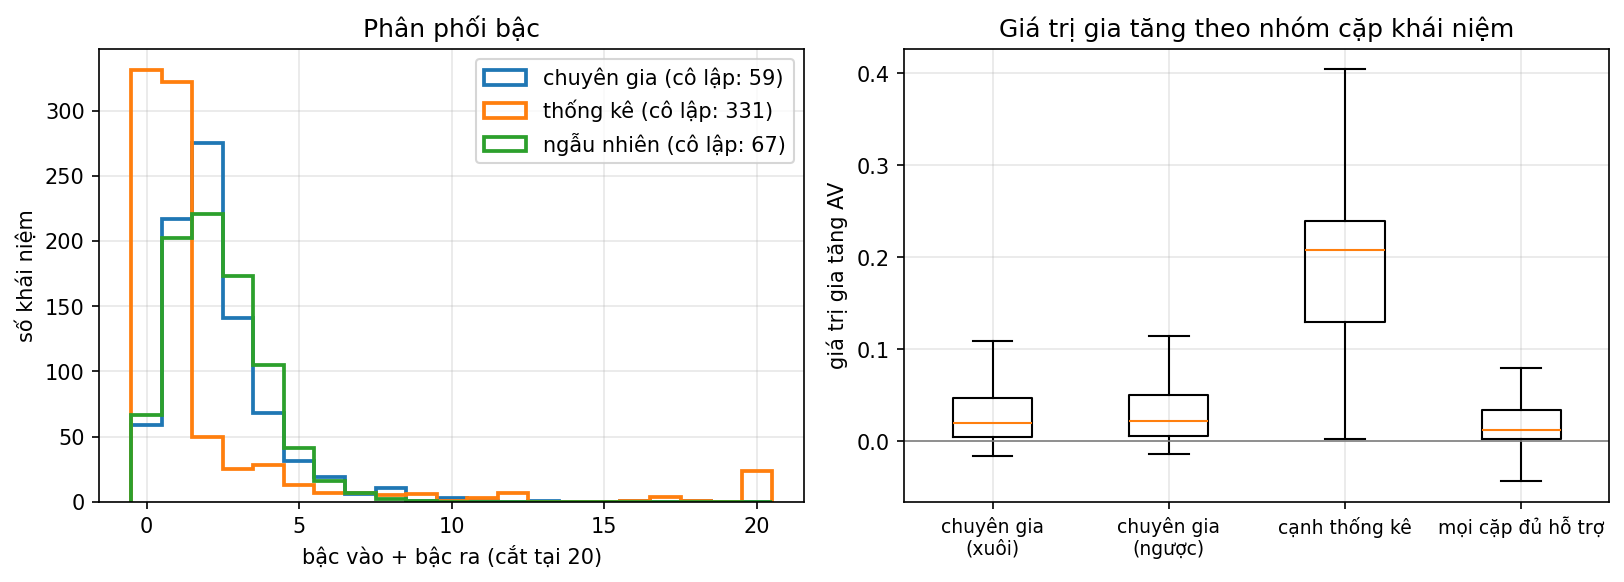 Phân phối bậc
số khái niệm
300
250
200
150
100
50
0
0 5 10 15 20
bậc vào + bậc ra (cắt tại 20)
chuyên gia (cô lập: 59)
thống kê (cô lập: 331)
ngẫu nhiên (cô lập: 67)
Giá trị gia tăng theo nhóm cặp khái niệm
giá trị gia tăng AV
0.4
0.3
0.2
0.1
0.0
chuyên gia
(xuôi)
chuyên gia
(ngược)
cạnh thống kê
mọi cặp đủ hỗ trợ